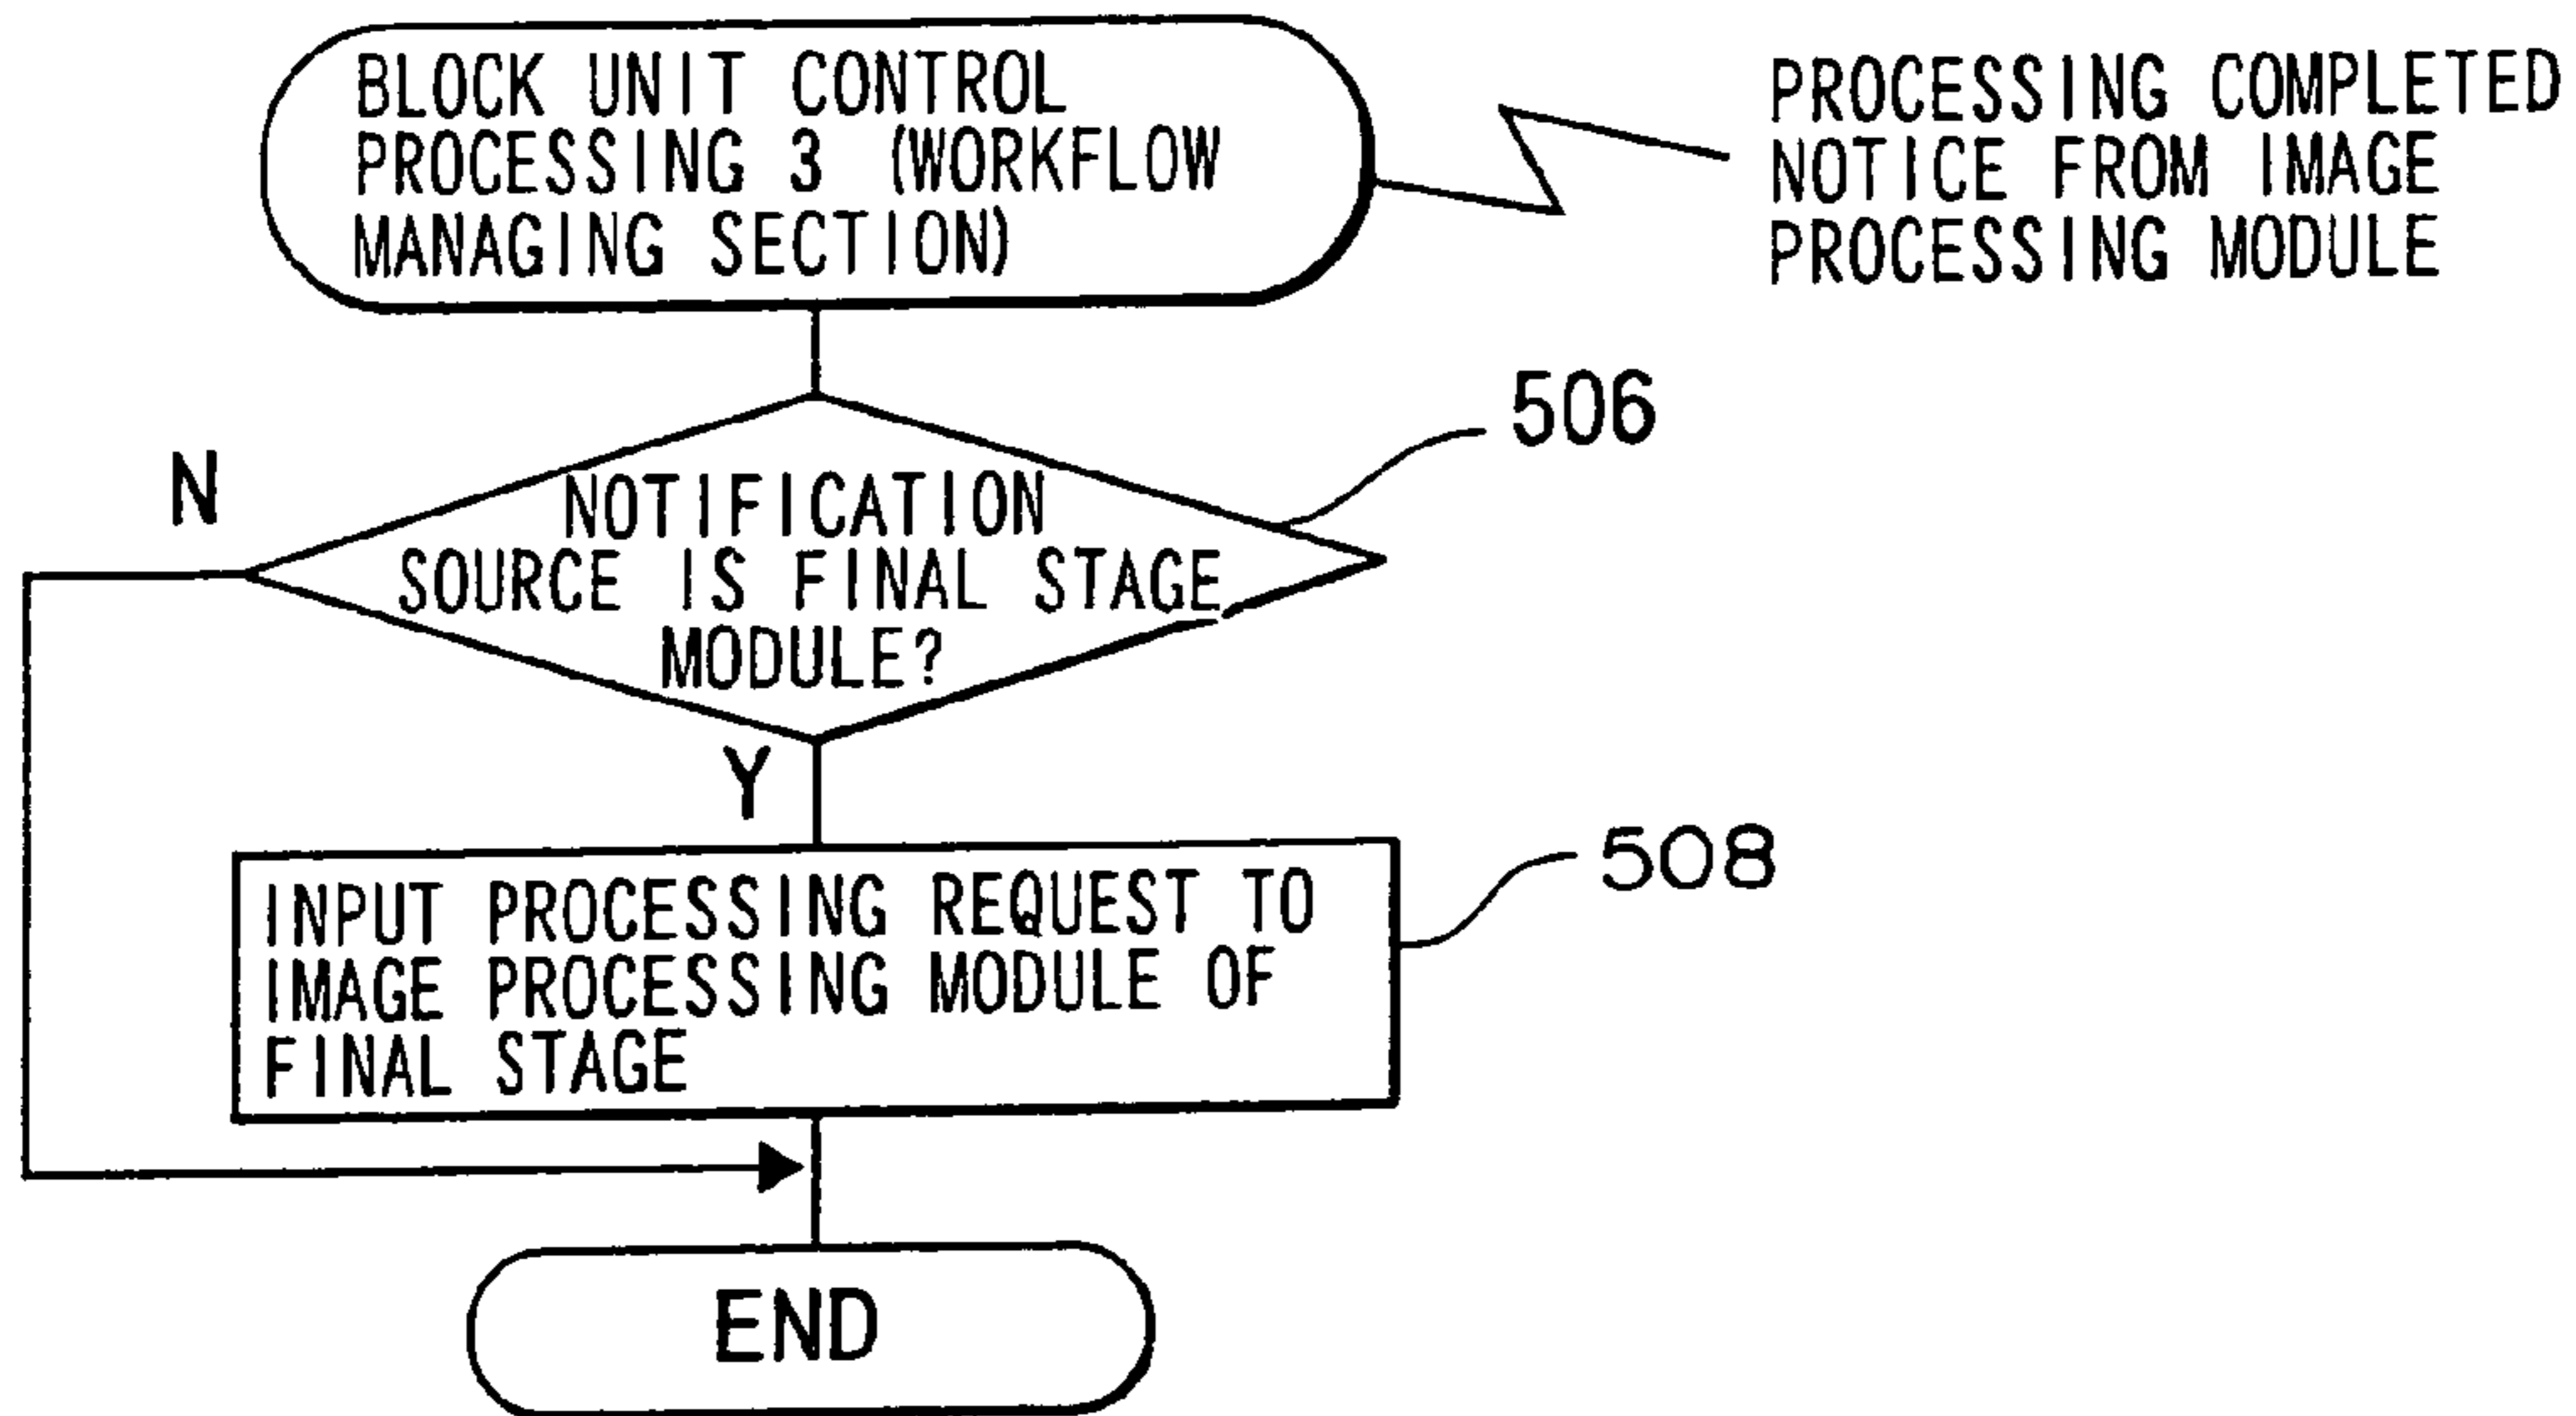 BLOCK UNIT CONTROL
PROCESSING 3 (WORKFLOW
MANAGING SECTION)
PROCESSING COMPLETED
NOTICE FROM IMAGE
PROCESSING MODULE
506
N
NOTIFICATION
SOURCE IS FINAL STAGE
MODULE?
Y
508
INPUT PROCESSING REQUEST TO
IMAGE PROCESSING MODULE OF
FINAL STAGE
END